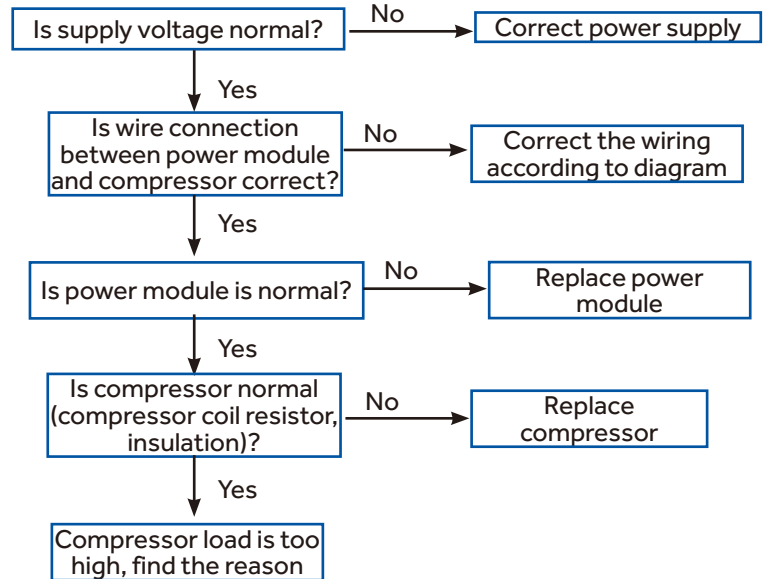 Is supply voltage normal?
No
Correct power supply
Yes
Is wire connection
between power module
and compressor correct?
No
Correct the wiring
according to diagram
Yes
Is power module is normal?
No
Replace power
module
Yes
Is compressor normal
(compressor coil resistor,
insulation)?
No
Replace
compressor
Yes
Compressor load is too
high, find the reason